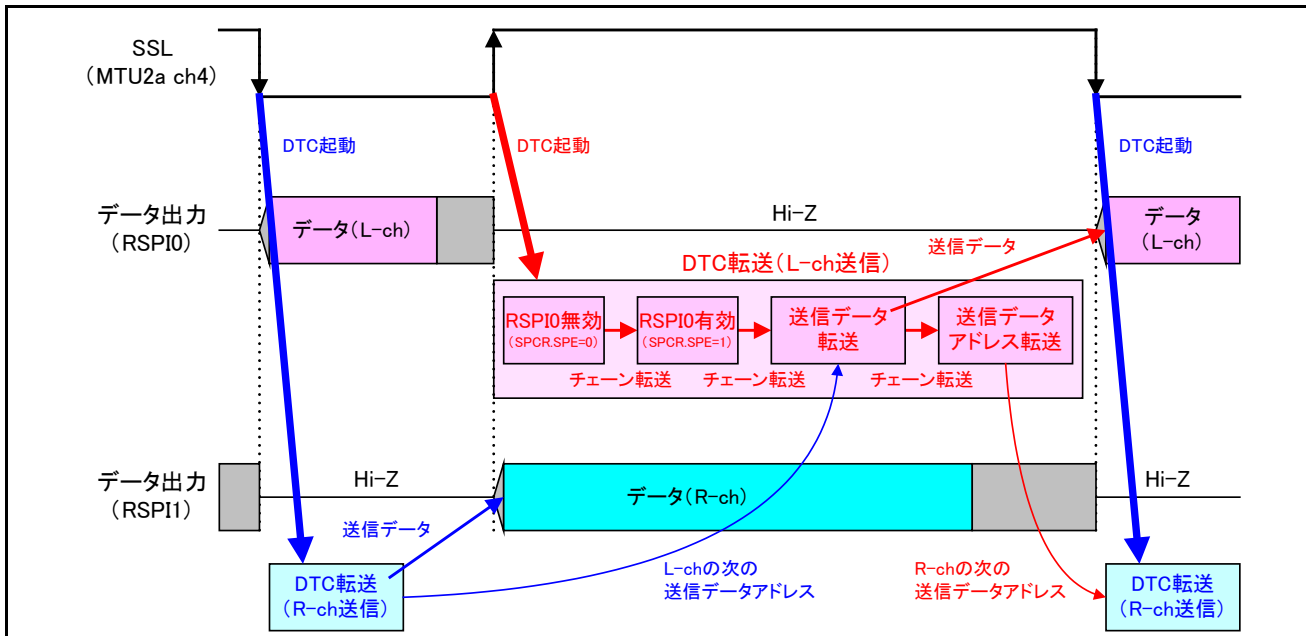 SSL
(MTU2a ch4)
DTC起動
DTC起動
DTC起動
データ出力
(RSPI0)
データ(L-ch)
Hi-Z
データ
(L-ch)
送信データ
DTC転送(L-ch送信)
RSPI0無効
(SPCR.SPE=0)
RSPI0有効
(SPCR.SPE=1)
送信データ
転送
送信データ
アドレス転送
チェーン転送
チェーン転送
チェーン転送
データ出力
(RSPI1)
Hi-Z
データ(R-ch)
Hi-Z
送信データ
DTC転送
(R-ch送信)
L-chの次の
送信データアドレス
R-chの次の
送信データアドレス
DTC転送
(R-ch送信)